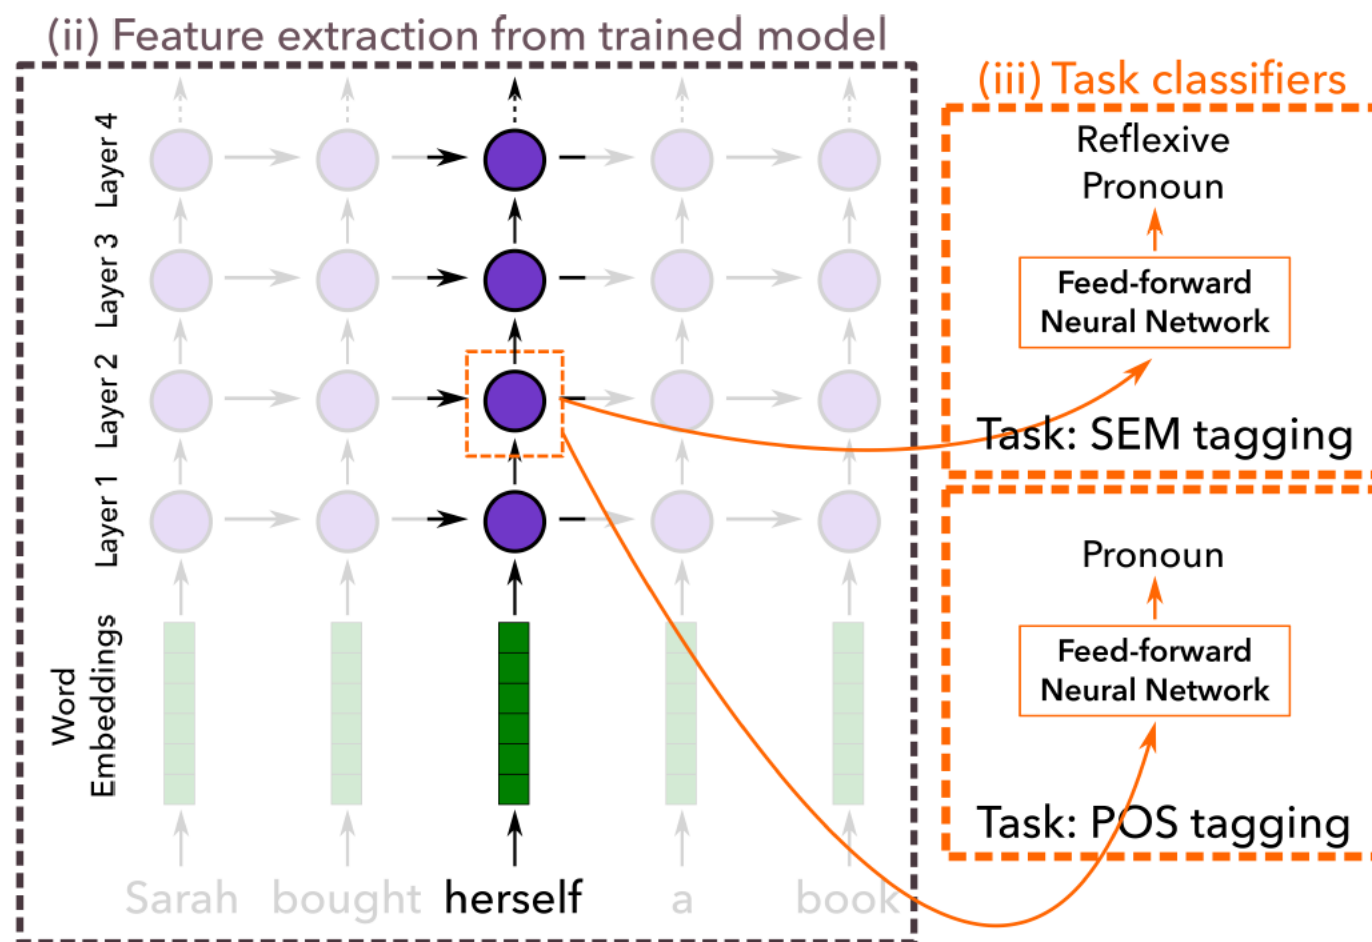 (ii) Feature extraction from trained model
Layer 4
Layer 3
Layer 2
Layer 1
Word
Embeddings
Sarah bought herself a book
(iii) Task classifiers
Reflexive
Pronoun
Feed-forward
Neural Network
Task: SEM tagging
Pronoun
Feed-forward
Neural Network
Task: POS tagging